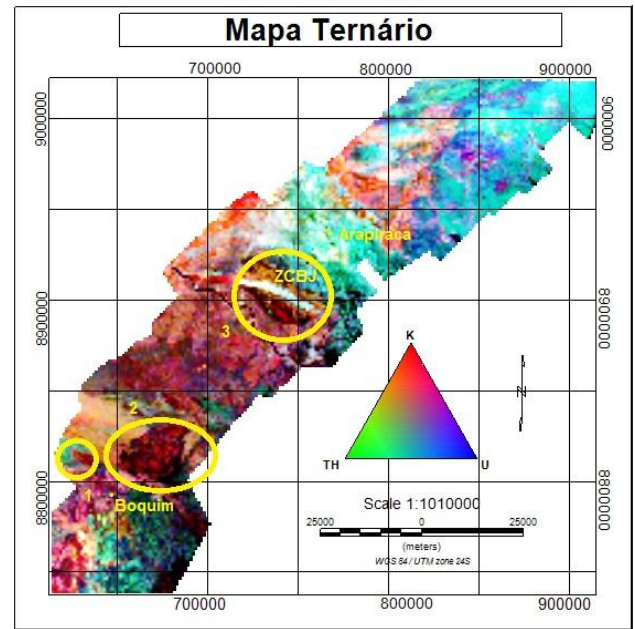 Mapa Ternário
700000
800000
900000
9000000
9000000
Arapiraca
ZCBJ
8900000
8900000
3
K
N
2
TH
U
8800000
8800000
1
Boquim
Scale 1:1010000
25000
0
25000
(meters)
WGS 84 / UTM zone 24S
700000
800000
900000